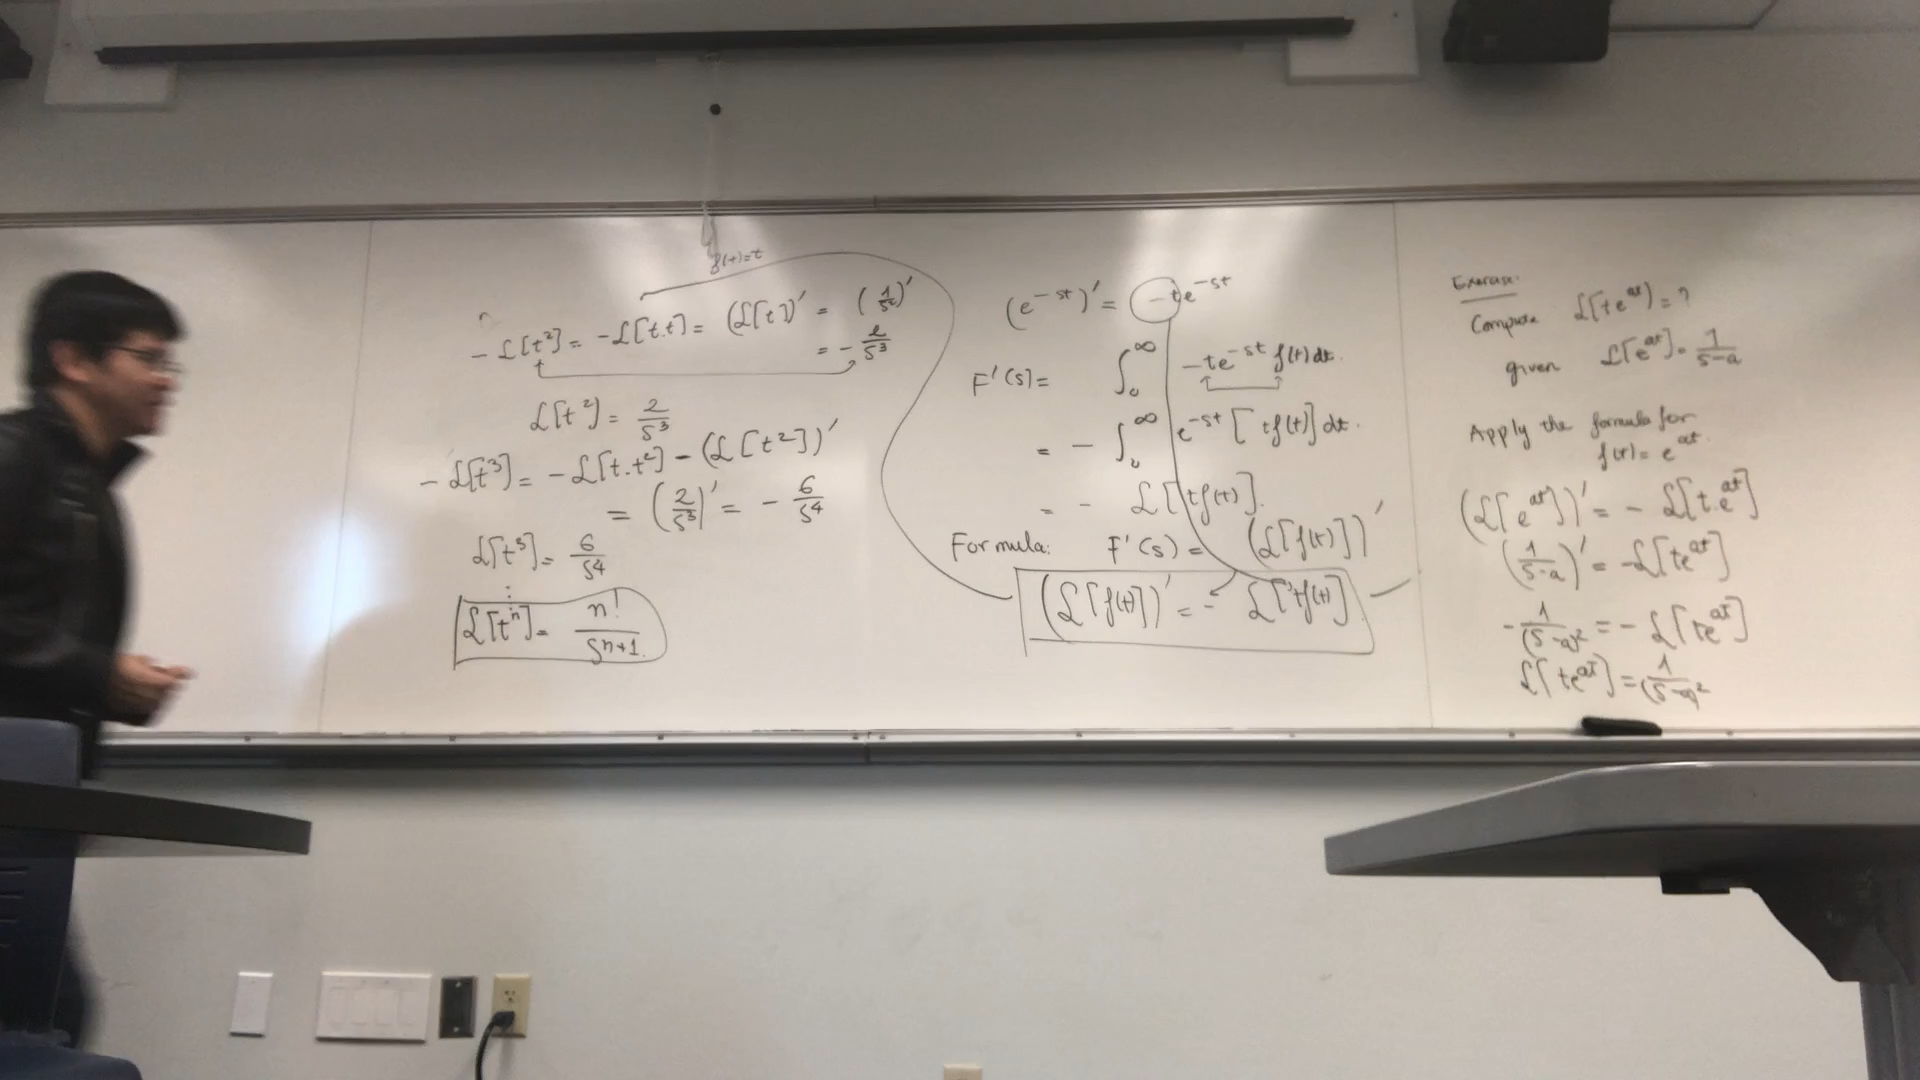 f(t)=t
-ℒ[t²] = -ℒ[t.t] = (ℒ[t])' = (1/s²)'
= - 2/s³
ℒ[t²] = 2/s³
-ℒ[t³] = -ℒ[t.t²] - (ℒ[t²])'
= (2/s³)' = - 6/s⁴
ℒ[t³] = 6/s⁴
⋮
ℒ[tⁿ] = n!/sⁿ⁺¹
(e^-st)' = -te^-st
F'(s) = ∫₀^∞ -te^-st f(t)dt.
= - ∫₀^∞ e^-st [tf(t)]dt.
= - ℒ[tf(t)].
Formula: F'(s) = (ℒ[f(t)])'
(ℒ[f(t)])' = - ℒ[tf(t)]
Exercise:
Compute ℒ[te^at) = ?
given ℒ[e^at] = 1/s-a
Apply the formula for
f(t) = e^at.
(ℒ[e^at])' = - ℒ[t.e^at]
(1/s-a)' = -ℒ[te^at]
-1/(s-a)² = - ℒ[te^at]
ℒ[te^at] = 1/(s-a)²